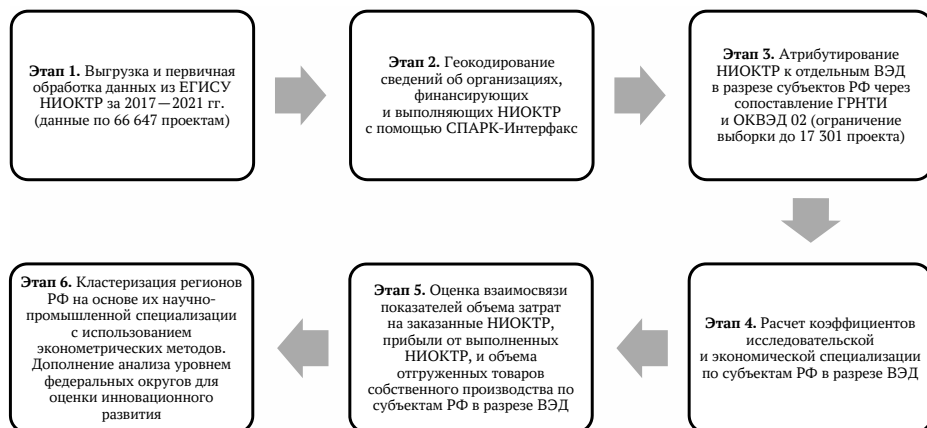 Этап 1. Выгрузка и первичная
обработка данных из ЕГИСУ
НИОКТР за 2017—2021 гг.
(данные по 66 647 проектам)
Этап 2. Геокодирование
сведений об организациях,
финансирующих
и выполняющих НИОКТР
с помощью СПАРК-Интерфакс
Этап 3. Атрибутирование
НИОКТР к отдельным ВЭД
в разрезе субъектов РФ через
сопоставление ГРНТИ
и ОКВЭД 02 (ограничение
выборки до 17 301 проекта)
Этап 4. Расчет коэффициентов
исследовательской
и экономической специализации
по субъектам РФ в разрезе ВЭД
Этап 5. Оценка взаимосвязи
показателей объема затрат
на заказанные НИОКТР,
прибыли от выполненных
НИОКТР, и объема
отгруженных товаров
собственного производства по
субъектам РФ в разрезе ВЭД
Этап 6. Кластеризация регионов
РФ на основе их научно-
промышленной специализации
с использованием
эконометрических методов.
Дополнение анализа уровнем
федеральных округов для
оценки инновационного
развития